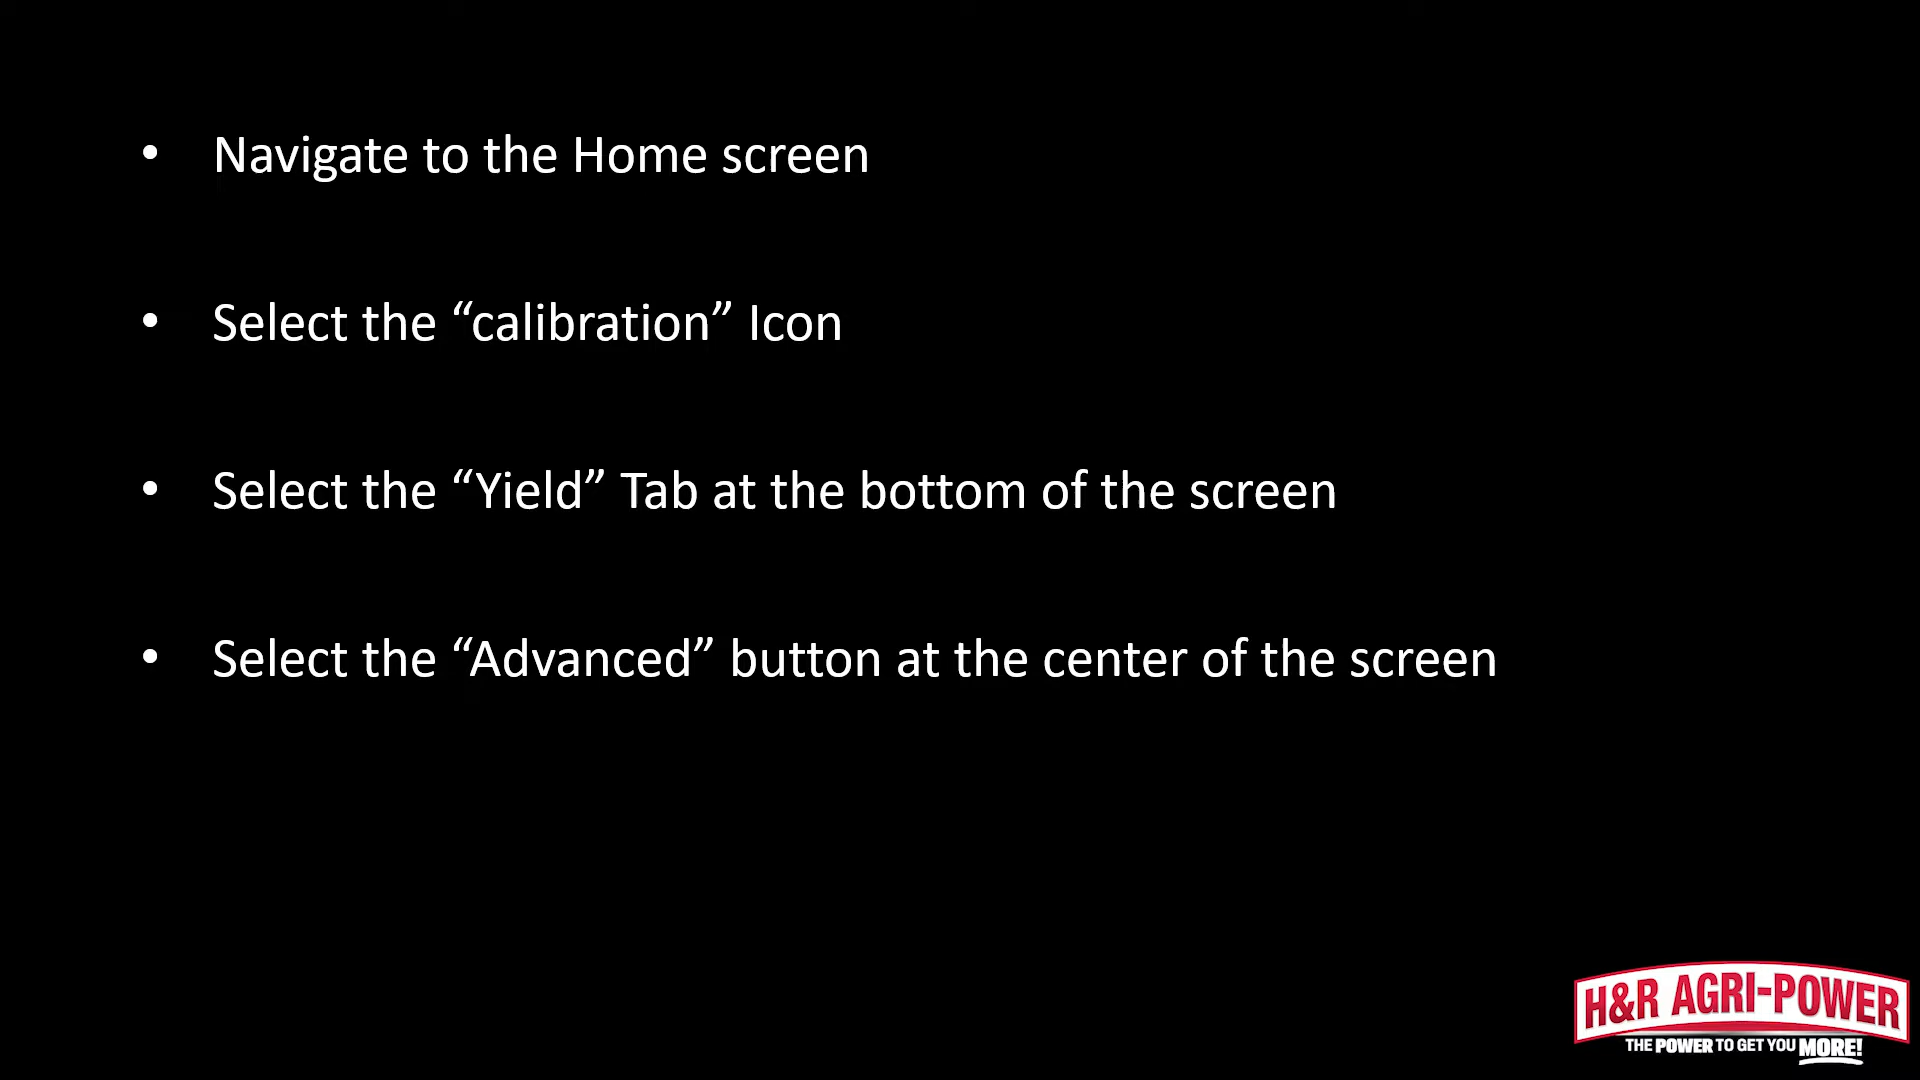 • Navigate to the Home screen
• Select the “calibration” Icon
• Select the “Yield” Tab at the bottom of the screen
• Select the “Advanced” button at the center of the screen
H&R AGRI-POWER
THE POWER TO GET YOU MORE!